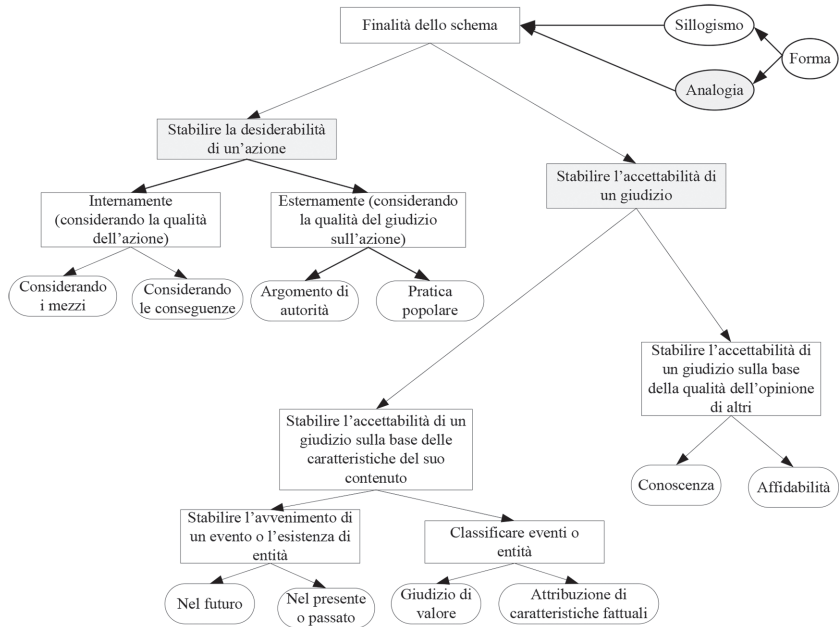 Finalità dello schema
Sillogismo
Forma
Analogia
Stabilire la desiderabilità
di un'azione
Stabilire l'accettabilità di
un giudizio
Internamente
(considerando la qualità
dell'azione)
Esternamente (considerando
la qualità del giudizio
sull'azione)
Considerando
i mezzi
Considerando
le conseguenze
Argomento di
autorità
Pratica
popolare
Stabilire l'accettabilità di
un giudizio sulla base
della qualità dell'opinione
di altri
Stabilire l'accettabilità di un
giudizio sulla base delle
caratteristiche del suo
contenuto
Conoscenza
Affidabilità
Stabilire l'avvenimento di
un evento o l'esistenza di
entità
Classificare eventi o
entità
Nel futuro
Nel presente
o passato
Giudizio di
valore
Attribuzione di
caratteristiche fattuali